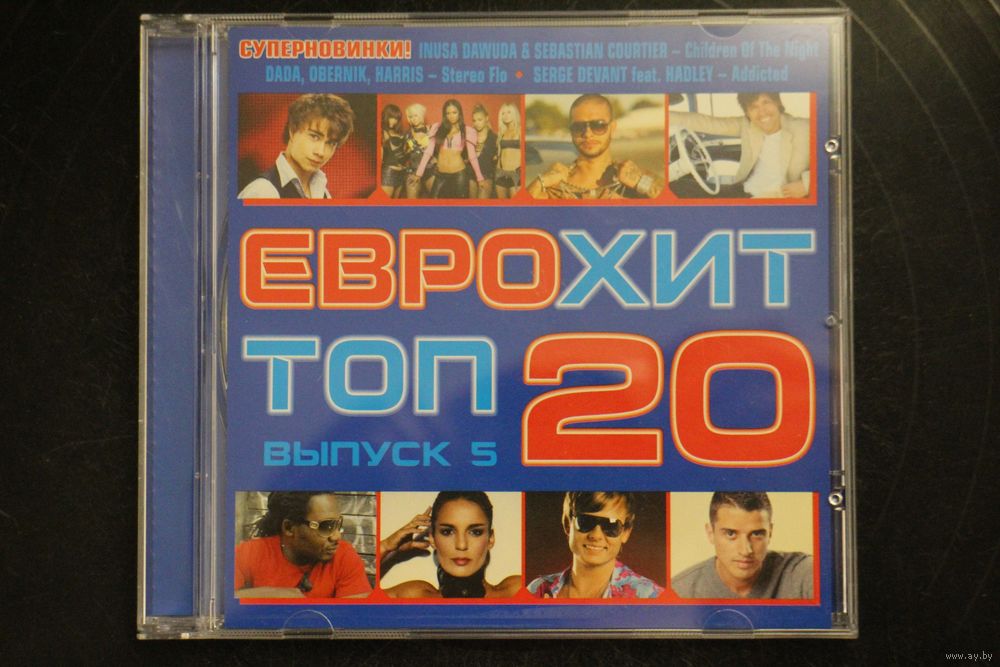 СУПЕРНОВИНКИ! INUSA DAWUDA & SEBASTIAN COURTIER – Children Of The Night
DADA, OBERNIK, HARRIS – Stereo Flo • SERGE DEVANT feat. HADLEY – Addicted
ЕВРОХИТ
ТОП 20
ВЫПУСК 5
www.ay.by